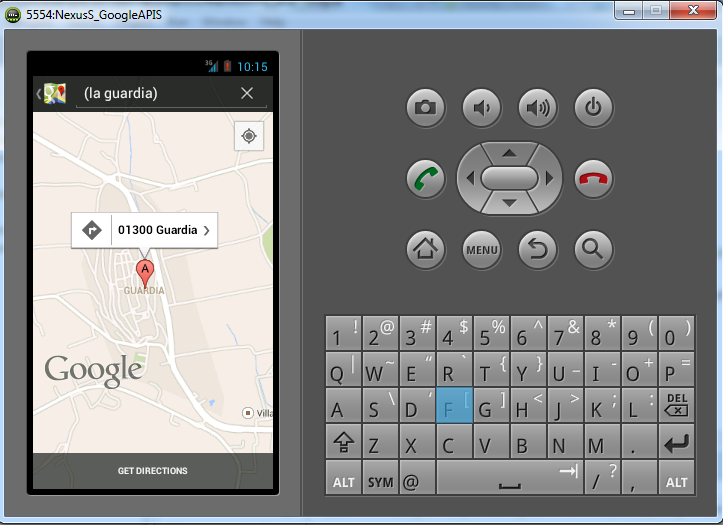 5554:NexusS_GoogleAPIS
3G 10:15
(la guardia)
01300 Guardia
A
GUARDIA
Google
Villa
GET DIRECTIONS
MENU
1 ! 2 @ 3 # 4 $ 5 % 6 ^ 7 & 8 * 9 ( 0 )
Q | W ~ E “ R ` T { Y } U _ I - O + P =
A S \ D ‘ F [ G ] H < J > K ; L : DEL
Z X C V B N M .
ALT SYM @ / ? , ALT